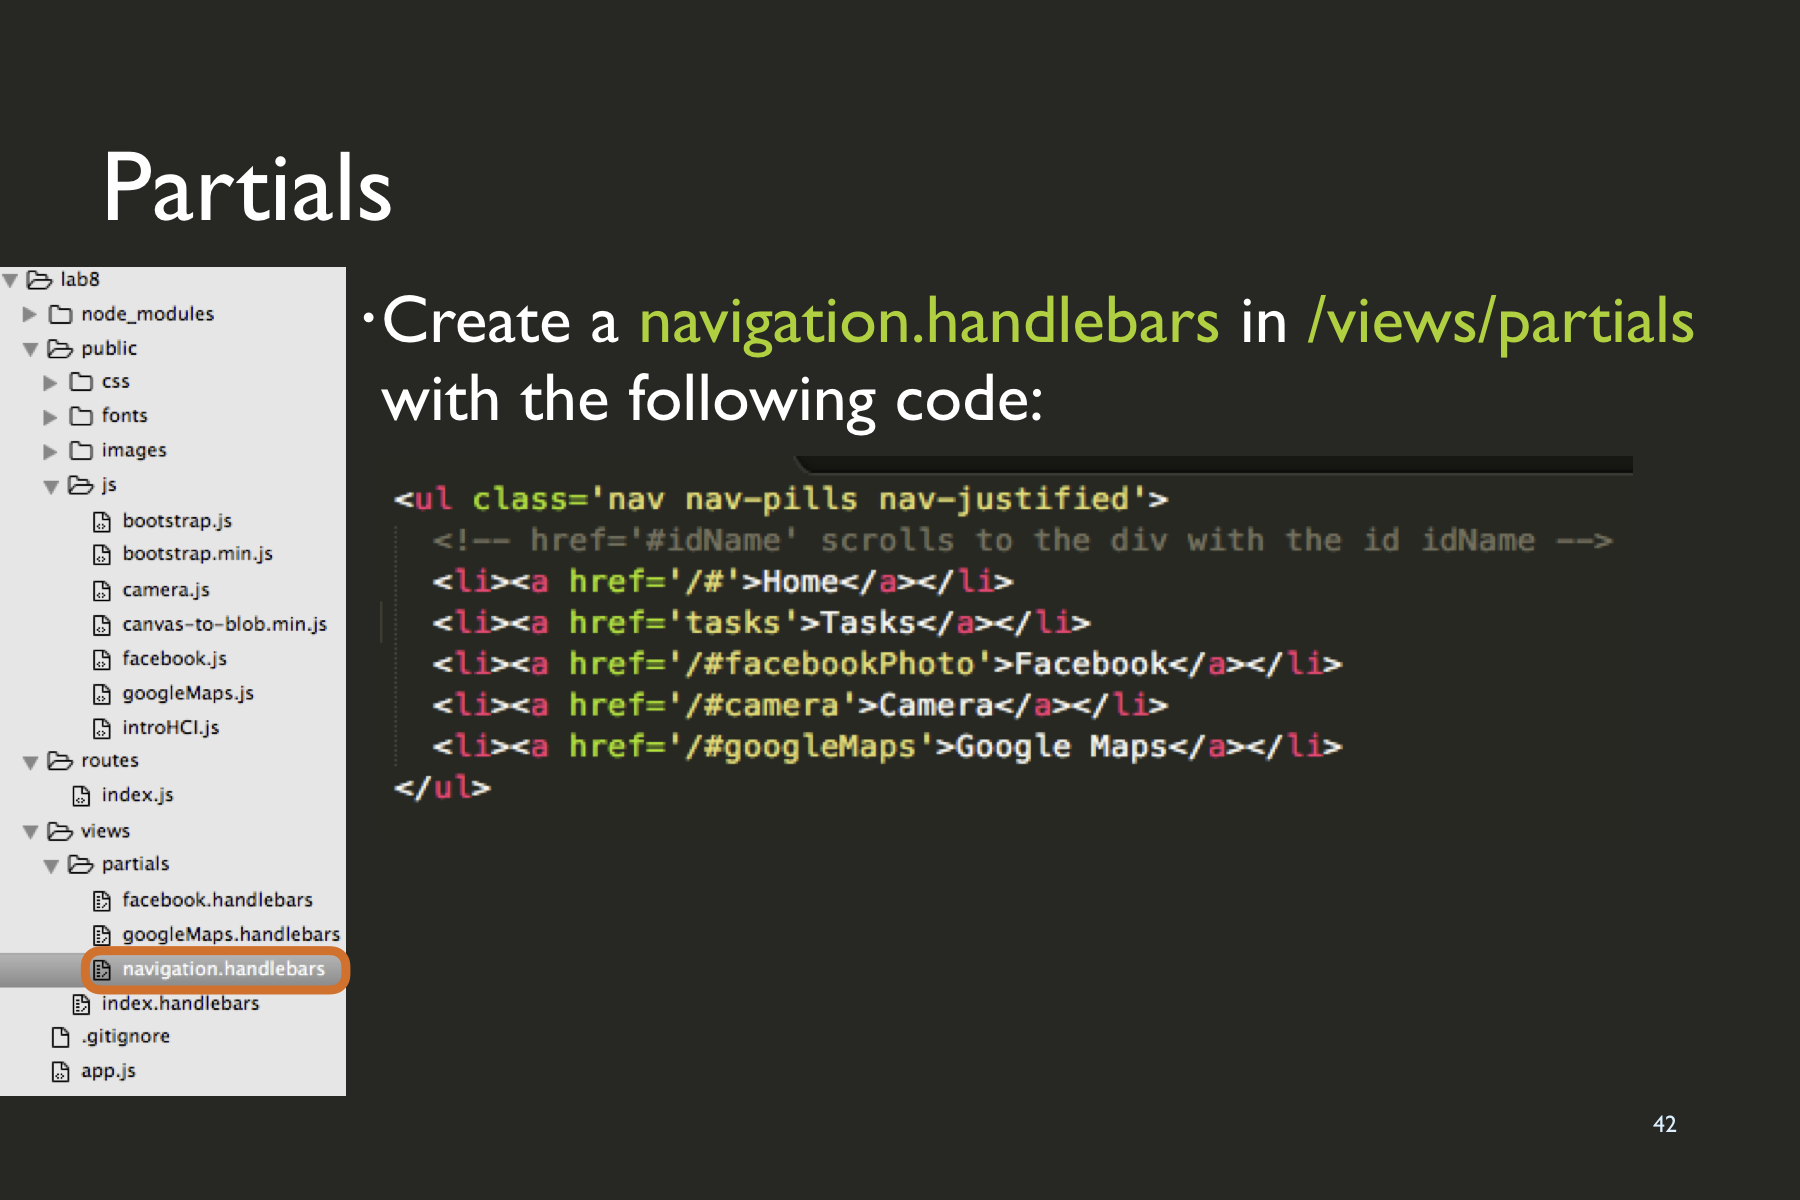 Partials
lab8
node_modules
public
css
fonts
images
js
bootstrap.js
bootstrap.min.js
camera.js
canvas-to-blob.min.js
facebook.js
googleMaps.js
introHCI.js
routes
index.js
views
partials
facebook.handlebars
googleMaps.handlebars
navigation.handlebars
index.handlebars
.gitignore
app.js
•Create a navigation.handlebars in /views/partials
with the following code:
<ul class='nav nav-pills nav-justified'>
<!-- href='#idName' scrolls to the div with the id idName -->
<li><a href='/#'>Home</a></li>
<li><a href='tasks'>Tasks</a></li>
<li><a href='/#facebookPhoto'>Facebook</a></li>
<li><a href='/#camera'>Camera</a></li>
<li><a href='/#googleMaps'>Google Maps</a></li>
</ul>
42